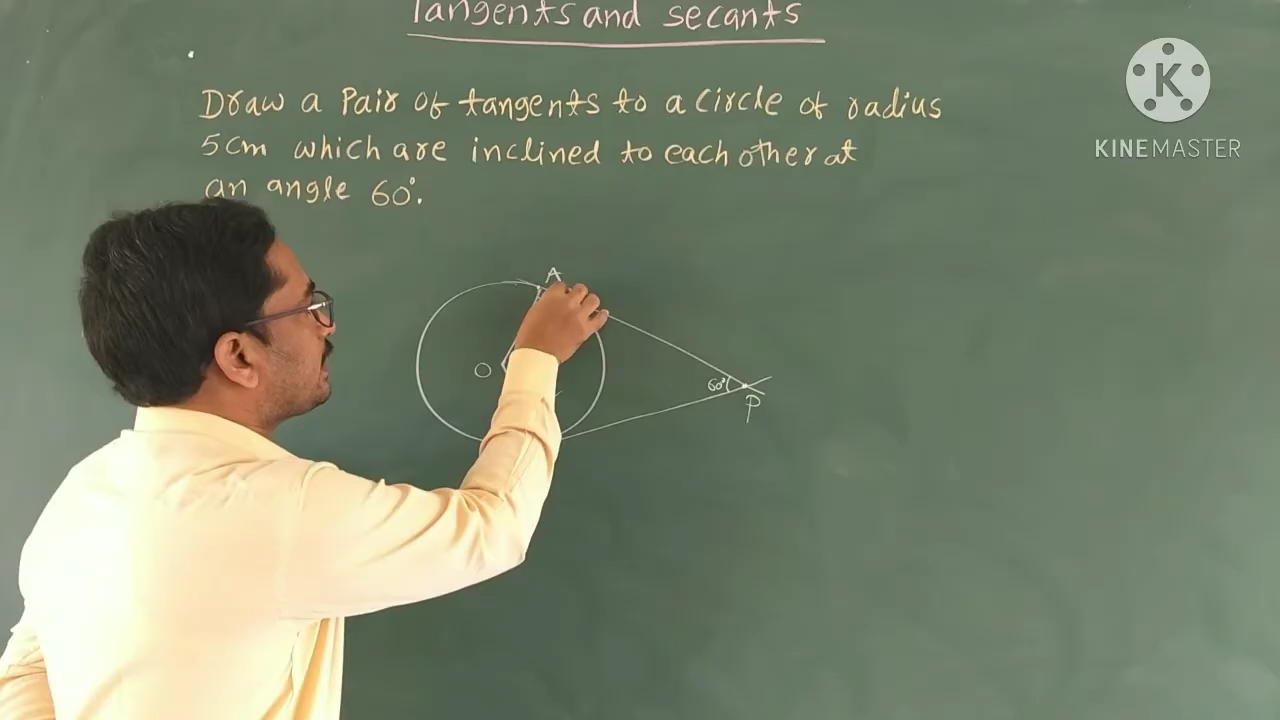 Tangents and secants
Draw a Pair of tangents to a circle of radius
5cm which are inclined to each other at
an angle 60°.
K
KINEMASTER
A
O
60°
P